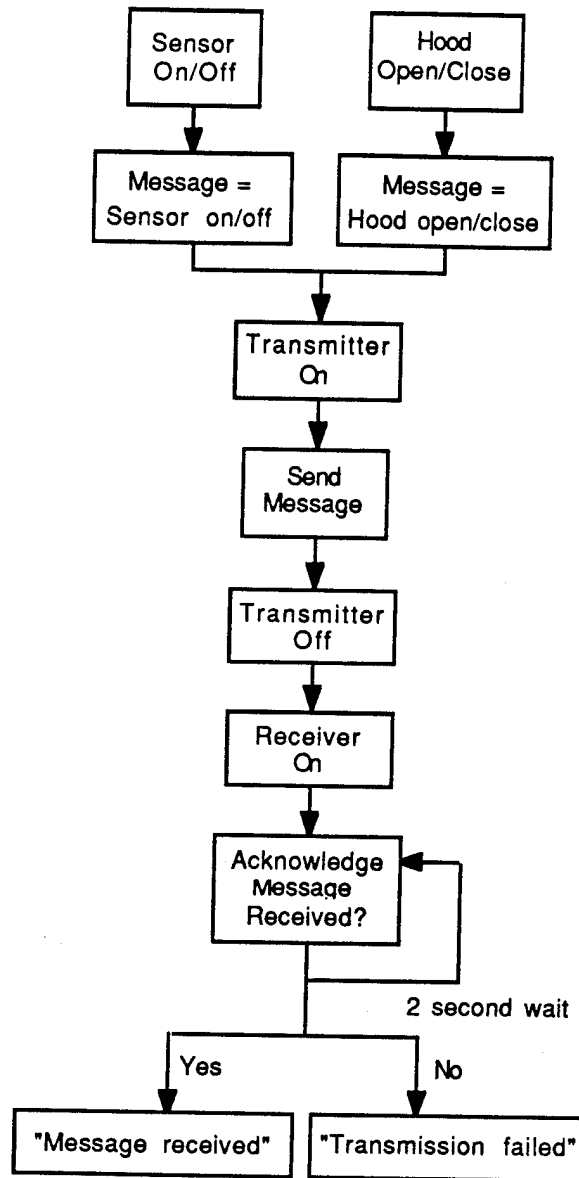 Sensor
On/Off
Hood
Open/Close
Message =
Sensor on/off
Message =
Hood open/close
Transmitter
On
Send
Message
Transmitter
Off
Receiver
On
Acknowledge
Message
Received?
2 second wait
Yes
No
"Message received"
"Transmission failed"